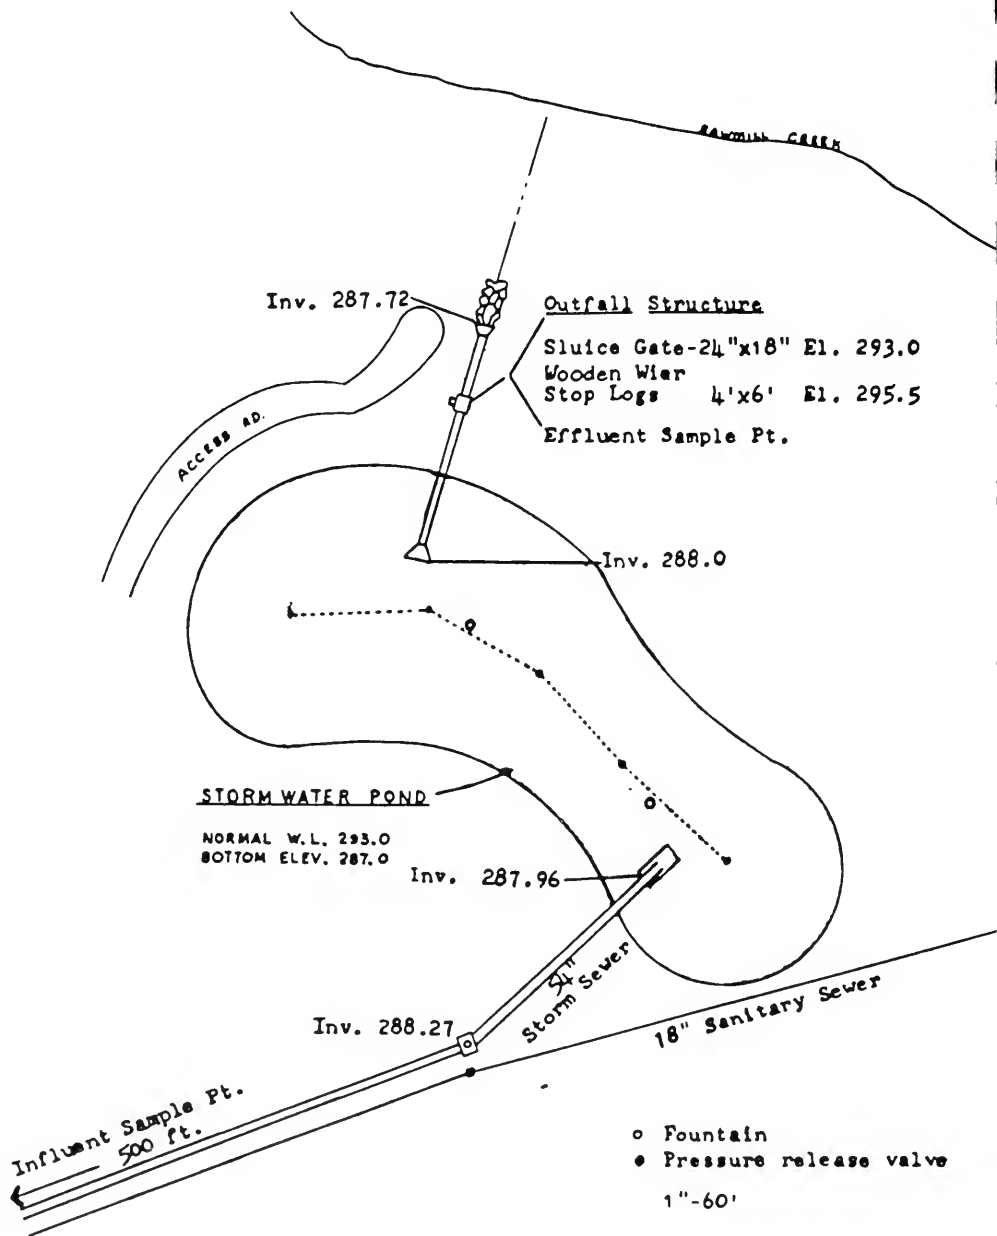 SAWMILL CREEK
Inv. 287.72
Outfall Structure
Sluice Gate-24"x18" El. 293.0
Wooden Wier
Stop Logs 4'x6' El. 295.5
Effluent Sample Pt.
ACCESS RD.
Inv. 288.0
STORM WATER POND
NORMAL W.L. 293.0
BOTTOM ELEV. 287.0
Inv. 287.96
54"
Storm Sewer
Inv. 288.27
18" Sanitary Sewer
Influent Sample Pt.
500 ft.
Fountain
Pressure release valve
1"-60'